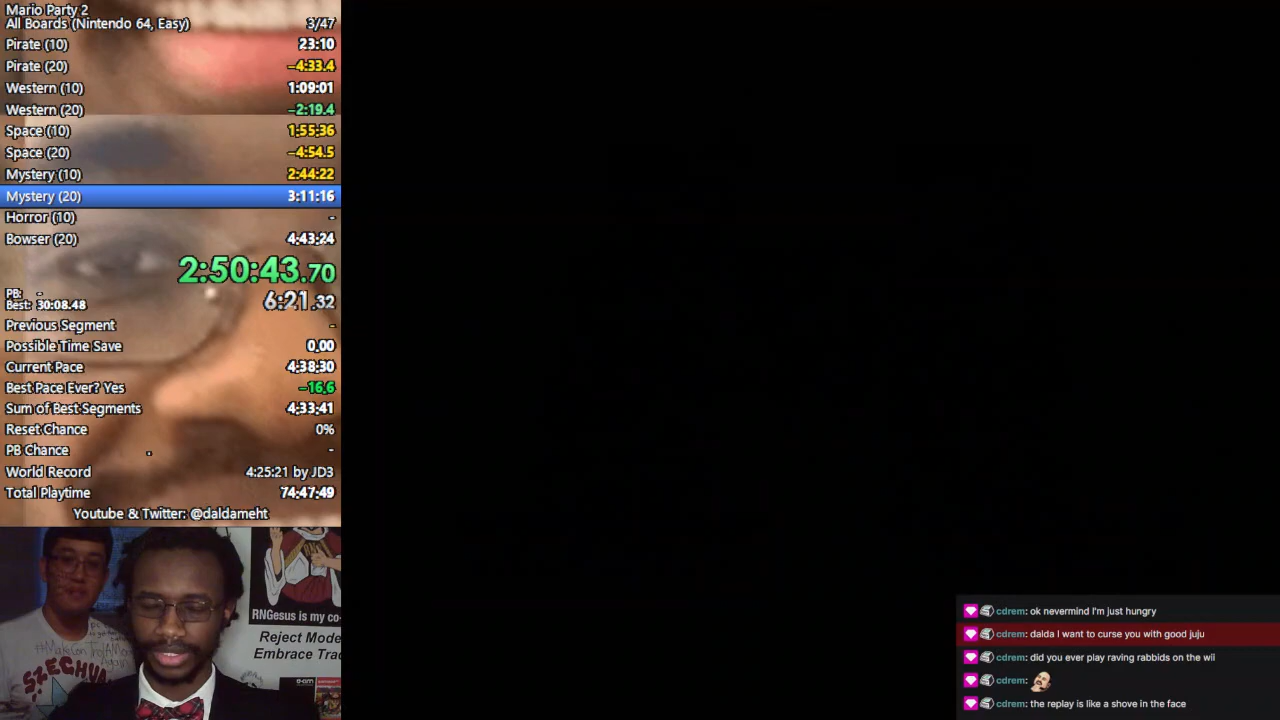 Mario Party 2
All Boards (Nintendo 64, Easy) 3/47
Pirate (10) 23:10
Pirate (20) -4:33.4
Western (10) 1:09:01
Western (20) -2:19.4
Space (10) 1:55:36
Space (20) -4:54.5
Mystery (10) 2:44:22
Mystery (20) 3:11:16
Horror (10) -
Bowser (20) 4:43:24
2:50:43.70
PB: -
Best: 30:08.48 6:21.32
Previous Segment -
Possible Time Save 0.00
Current Pace 4:38:30
Best Pace Ever? Yes -16.6
Sum of Best Segments 4:33:41
Reset Chance 0%
PB Chance -
World Record 4:25:21 by JD3
Total Playtime 74:47:49
Youtube & Twitter: @daldameht
RNGesus is my co-
Reject Mode
Embrace Tra
SZECHUA
cdrem: ok nevermind I'm just hungry
cdrem: dalda I want to curse you with good juju
cdrem: did you ever play raving rabbids on the wii
cdrem:
cdrem: the replay is like a shove in the face